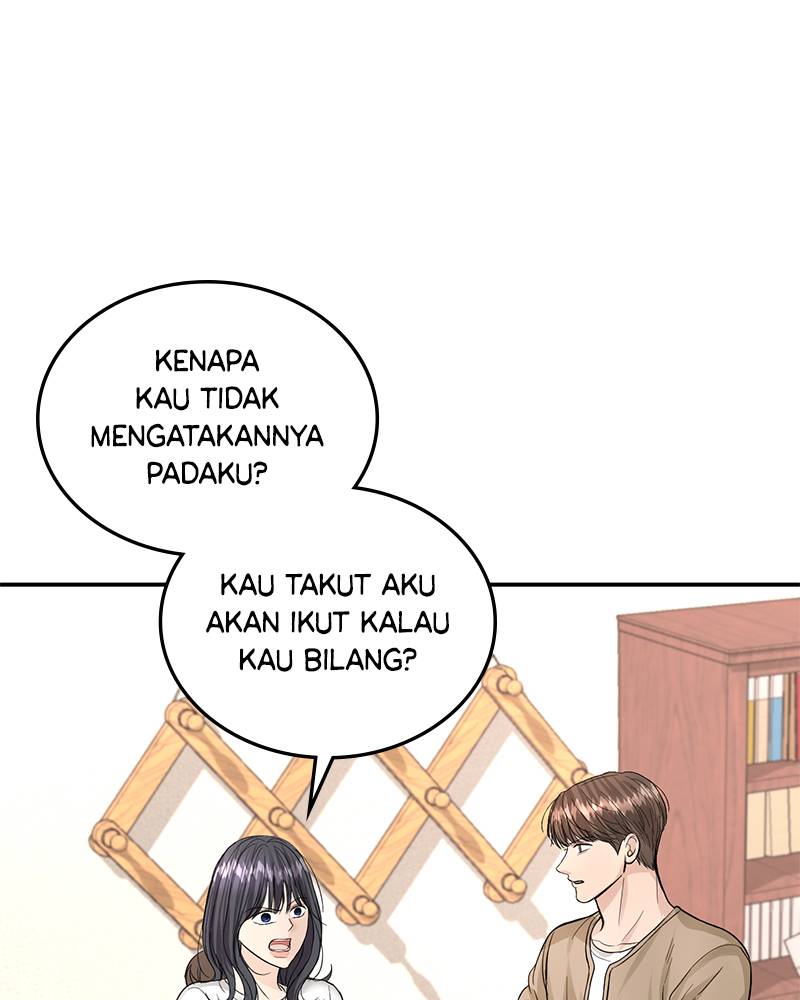 KENAPA
KAU TIDAK
MENGATAKANNYA
PADAKU?
KAU TAKUT AKU
AKAN IKUT KALAU
KAU BILANG?